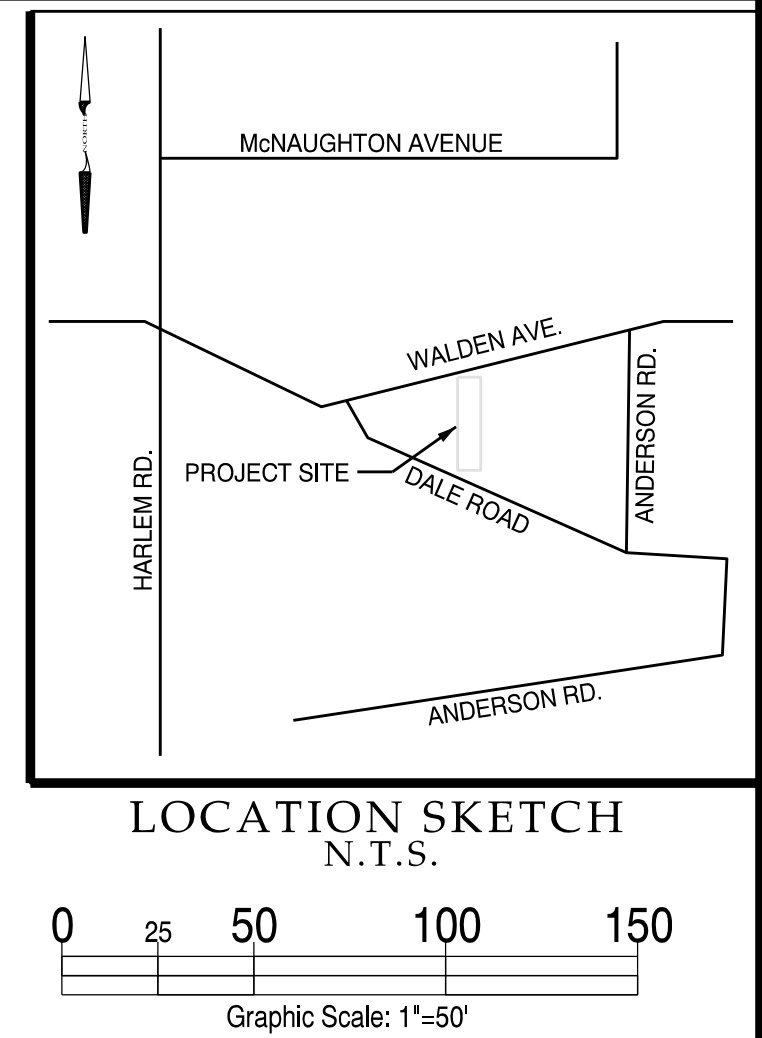 NORTH
McNAUGHTON AVENUE
WALDEN AVE.
ANDERSON RD.
HARLEM RD.
PROJECT SITE
DALE ROAD
ANDERSON RD.
LOCATION SKETCH
N.T.S.
0 25 50 100 150
Graphic Scale: 1"=50'